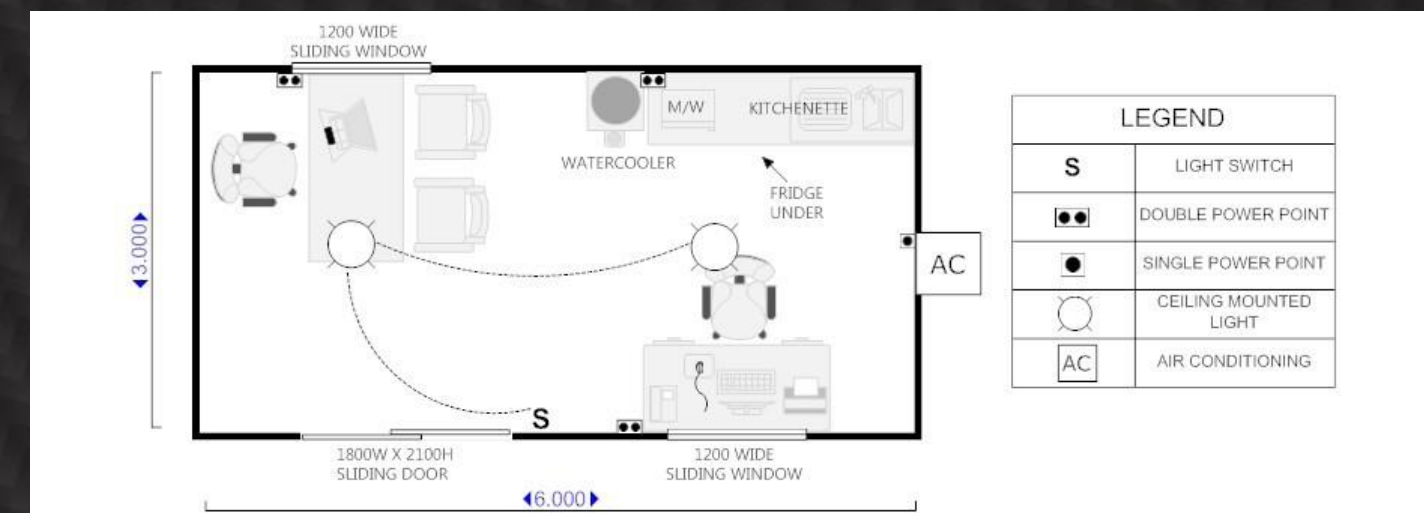 1200 WIDE
SLIDING WINDOW
M/W
KITCHENETTE
WATERCOOLER
FRIDGE
UNDER
3.000
AC
S
1800W X 2100H
SLIDING DOOR
1200 WIDE
SLIDING WINDOW
6.000
LEGEND
S LIGHT SWITCH
DOUBLE POWER POINT
SINGLE POWER POINT
CEILING MOUNTED
LIGHT
AC AIR CONDITIONING